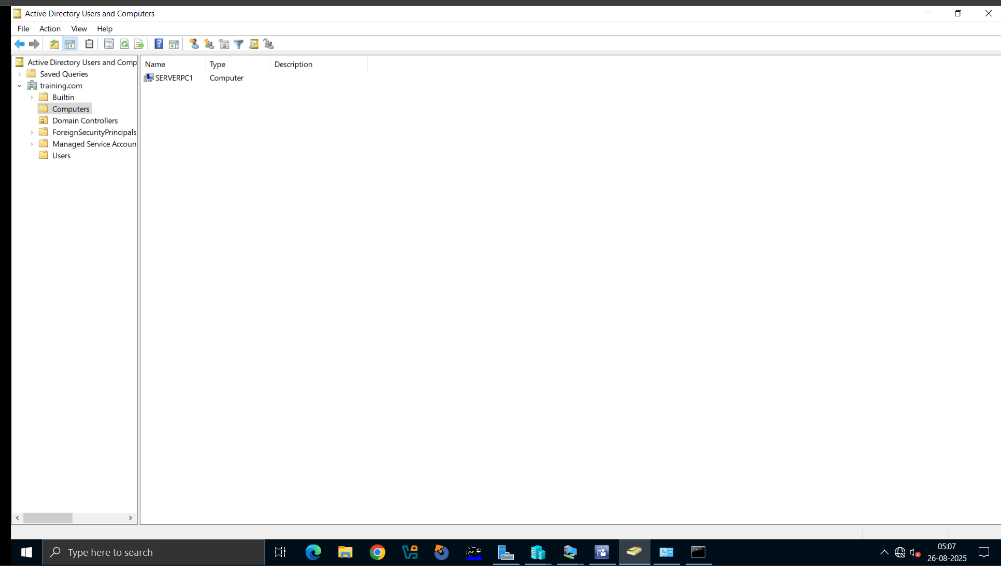 Active Directory Users and Computers
File Action View Help
Active Directory Users and Comp
Saved Queries
training.com
Builtin
Computers
Domain Controllers
ForeignSecurityPrincipals
Managed Service Accoun
Users
Name Type Description
SERVERPC1 Computer
Type here to search
05:07
26-08-2025